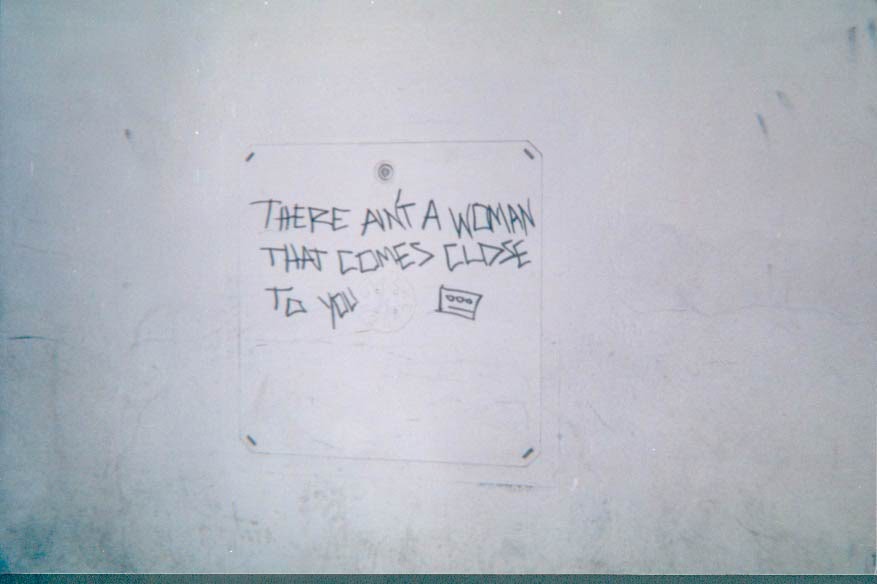 THERE AIN'T A WOMAN
THAT COMES CLOSE
TO YOU